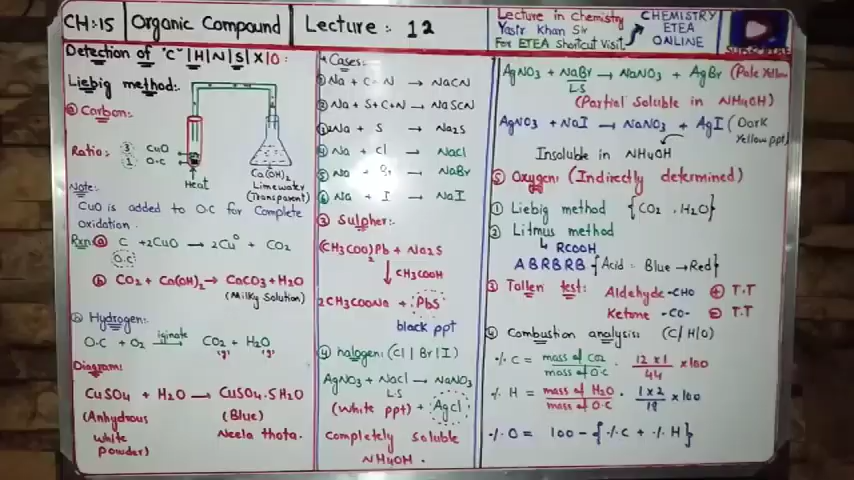 CH:15
Organic Compound
Lecture: 12
Lecture in Chemistry
Yasir Khan Sir
For ETEA Shortcut Visit
CHEMISTRY
ETEA
ONLINE
SUBSCRIBE
Detection of "C" |H|N|S|X|O:
Liebig method:
① Carbon:
Ratio: ③ CuO
① O.C
Heat
Ca(OH)₂
Limewater
(Transparent)
Note:
CuO is added to O.C for Complete
oxidation.
Rxn: ⓐ C + 2CuO → 2Cu⁰ + CO₂
O.C
ⓑ CO₂ + Ca(OH)₂ → CaCO₃ + H₂O
(Milky Solution)
② Hydrogen:
O.C + O₂ iginate → CO₂ + H₂O
(g) (g)
Diagram:
CuSO₄ + H₂O → CuSO₄.5H₂O
(Anhydrous (Blue)
white Neela thota.
powder)
Cases:
① Na + C + N → NaCN
② Na + S + C + N → NaSCN
Na + S → Na₂S
④ Na + Cl → NaCl
⑤ Na + → NaBr
⑥ Na + I → NaI
③ Sulpher:
(CH₃COO)₂Pb + Na₂S
↓ CH₃COOH
2CH₃COONa + PbS
black ppt
④ halogen: (Cl|Br|I)
AgNO₃ + NaCl → NaNO₃
L.S
(White ppt) + AgCl
Completely soluble
NH₄OH.
AgNO₃ + NaBr → NaNO₃ + AgBr (Pale Yellow
L.S
(Partial Soluble in NH₄OH)
AgNO₃ + NaI → NaNO₃ + AgI (Dark
Yellow ppt)
Insoluble in NH₄OH
⑤ Oxygen: (Indirectly determined)
① Liebig method {CO₂, H₂O}
② Litmus method
↳ RCOOH
ABRBRB {Acid: Blue → Red}
③ Tollen test: Aldehyde -CHO ⊕ T.T
Ketone -CO- ⊖ T.T
④ Combustion analysis: (C|H|O)
% C = mass of CO₂ / mass of O.C · 12 x 1 / 44 x 100
% H = mass of H₂O / mass of O.C · 1 x 2 / 18 x 100
% O = 100 - {% C + % H}